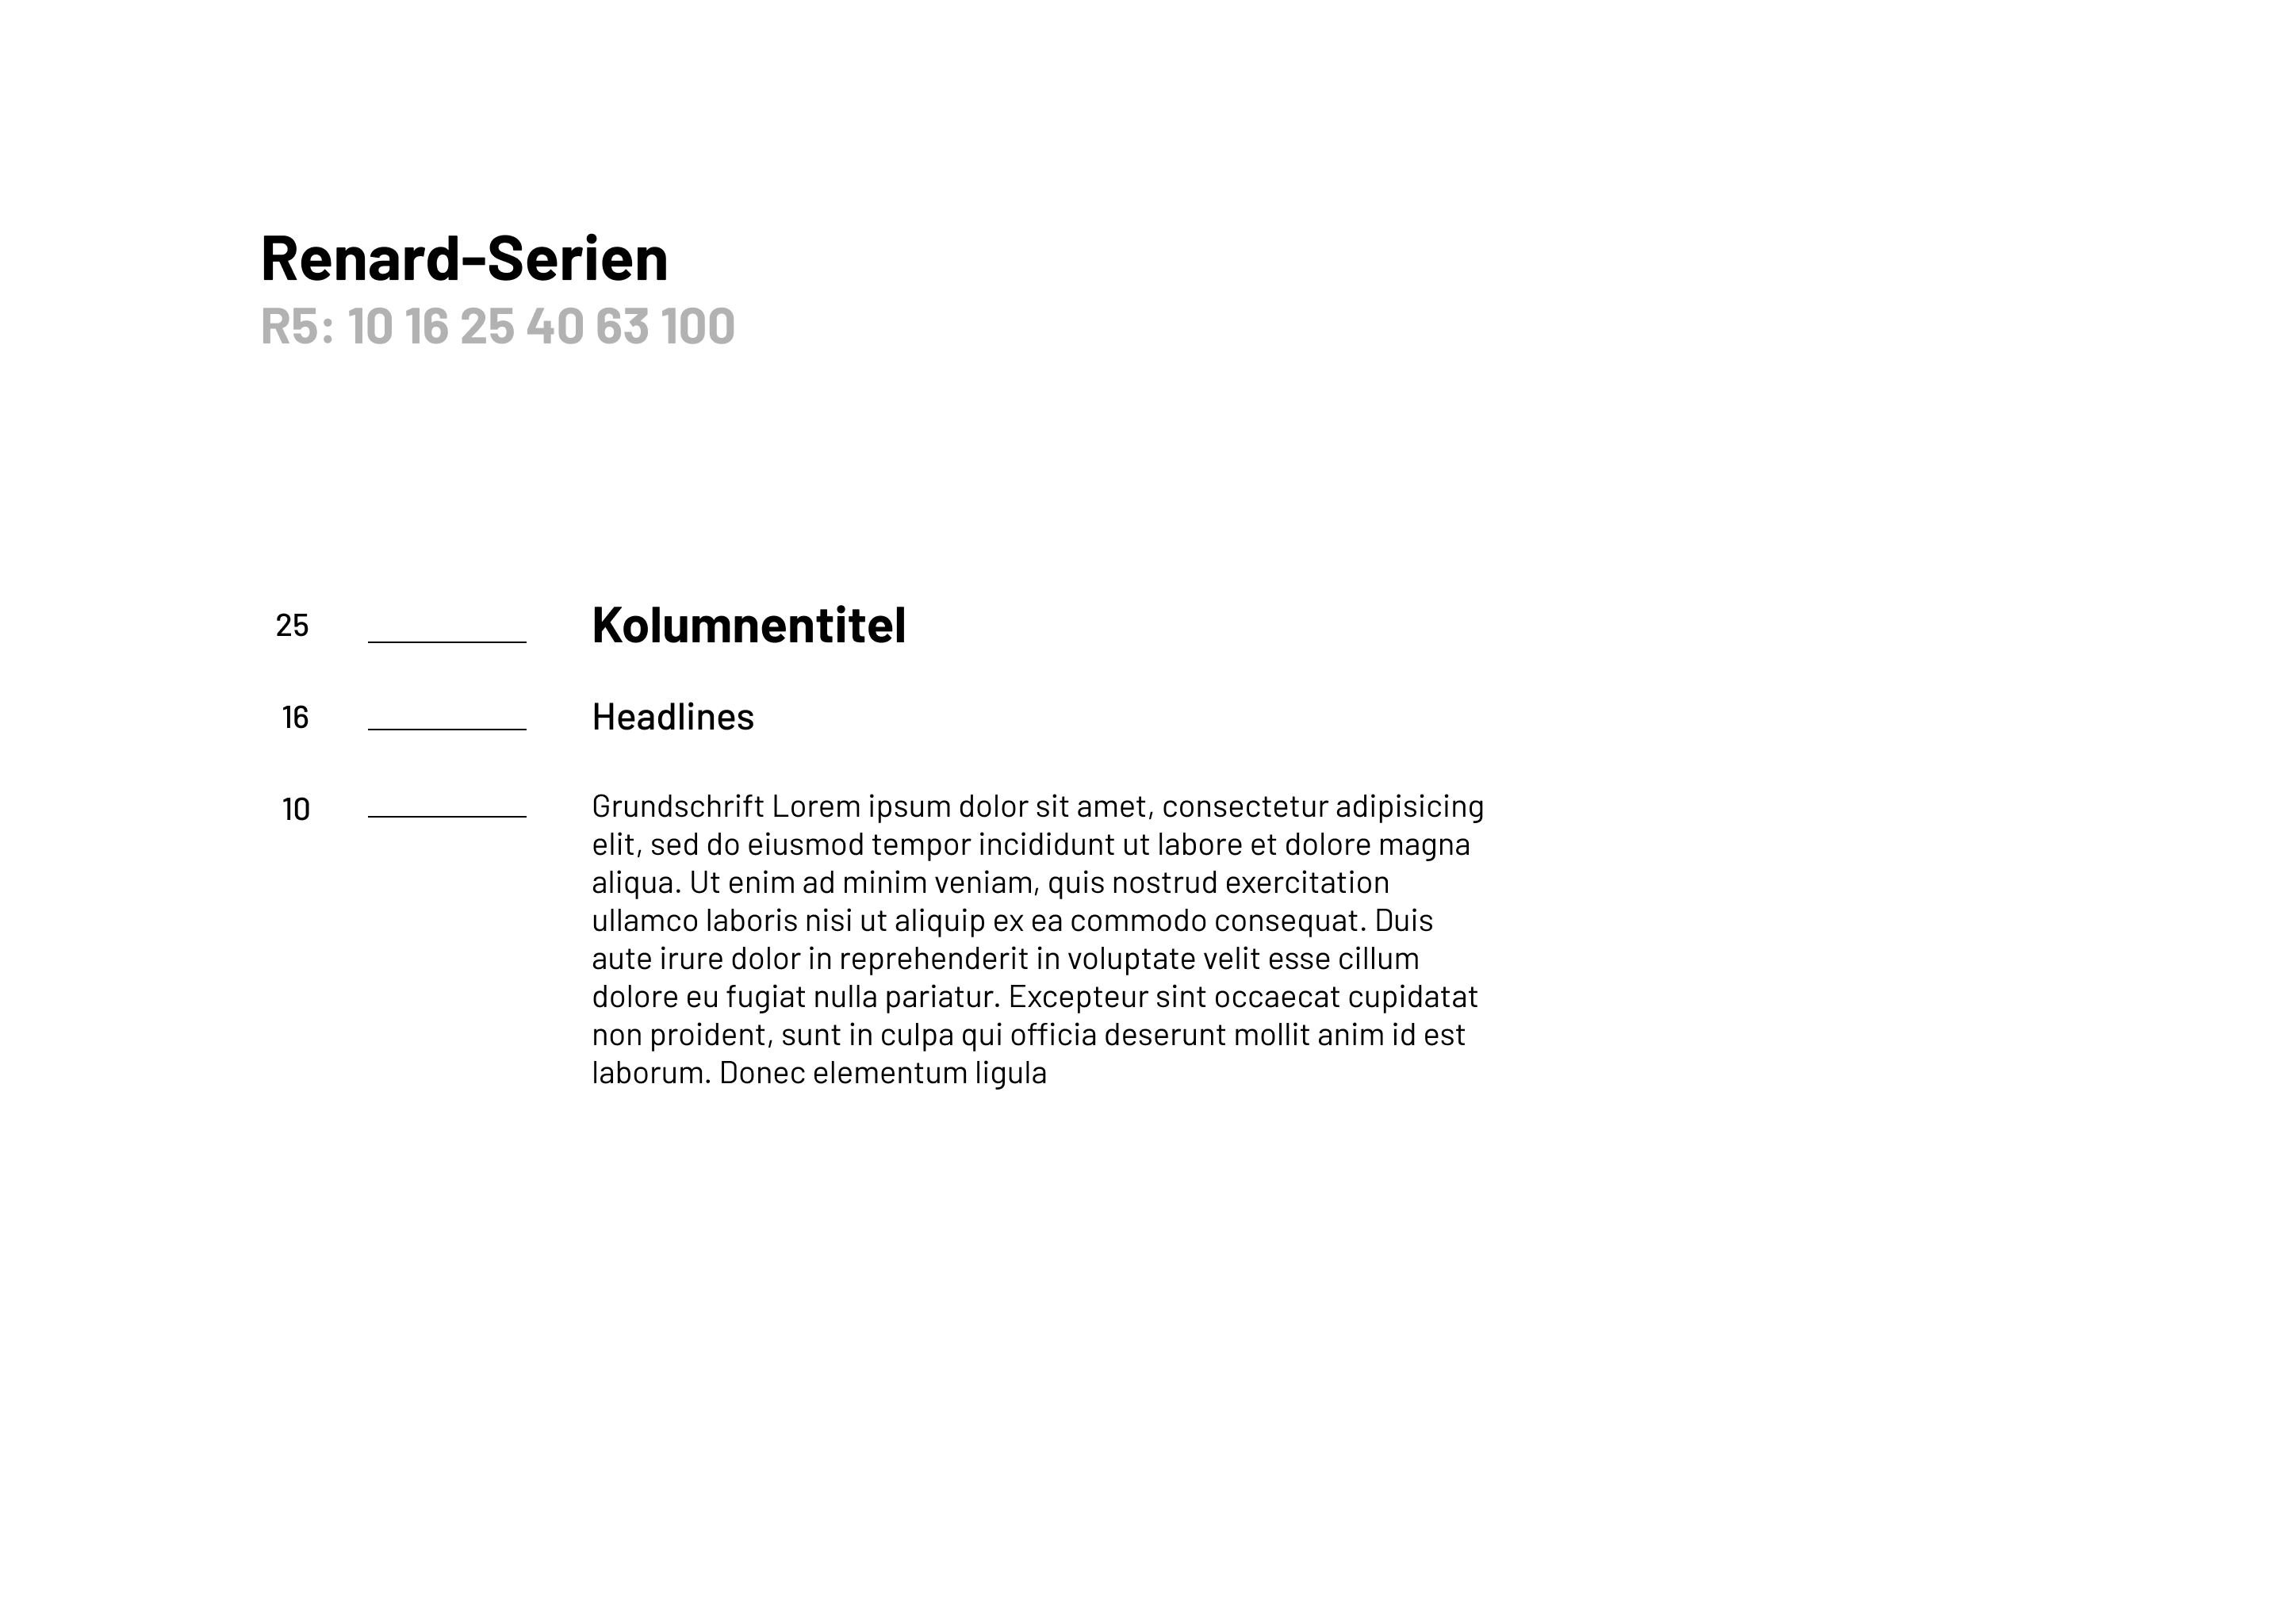 Renard-Serien
R5: 10 16 25 40 63 100
25 Kolumnentitel
16 Headlines
10 Grundschrift Lorem ipsum dolor sit amet, consectetur adipisicing
elit, sed do eiusmod tempor incididunt ut labore et dolore magna
aliqua. Ut enim ad minim veniam, quis nostrud exercitation
ullamco laboris nisi ut aliquip ex ea commodo consequat. Duis
aute irure dolor in reprehenderit in voluptate velit esse cillum
dolore eu fugiat nulla pariatur. Excepteur sint occaecat cupidatat
non proident, sunt in culpa qui officia deserunt mollit anim id est
laborum. Donec elementum ligula